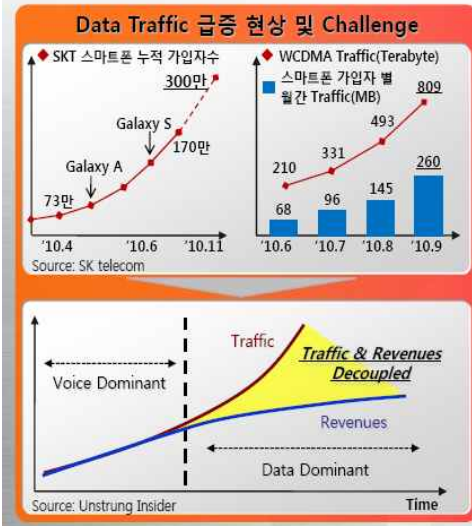 Data Traffic 급증 현상 및 Challenge
SKT 스마트폰 누적 가입자수
300만
Galaxy S
Galaxy A
170만
73만
'10.4
'10.6
'10.11
Source: SK telecom
WCDMA Traffic(Terabyte)
스마트폰 가입자 별
월간 Traffic(MB)
809
493
331
210
260
145
96
68
'10.6
'10.7
'10.8
'10.9
Traffic
Traffic & Revenues
Decoupled
Voice Dominant
Revenues
Data Dominant
Source: Unstrung Insider
Time